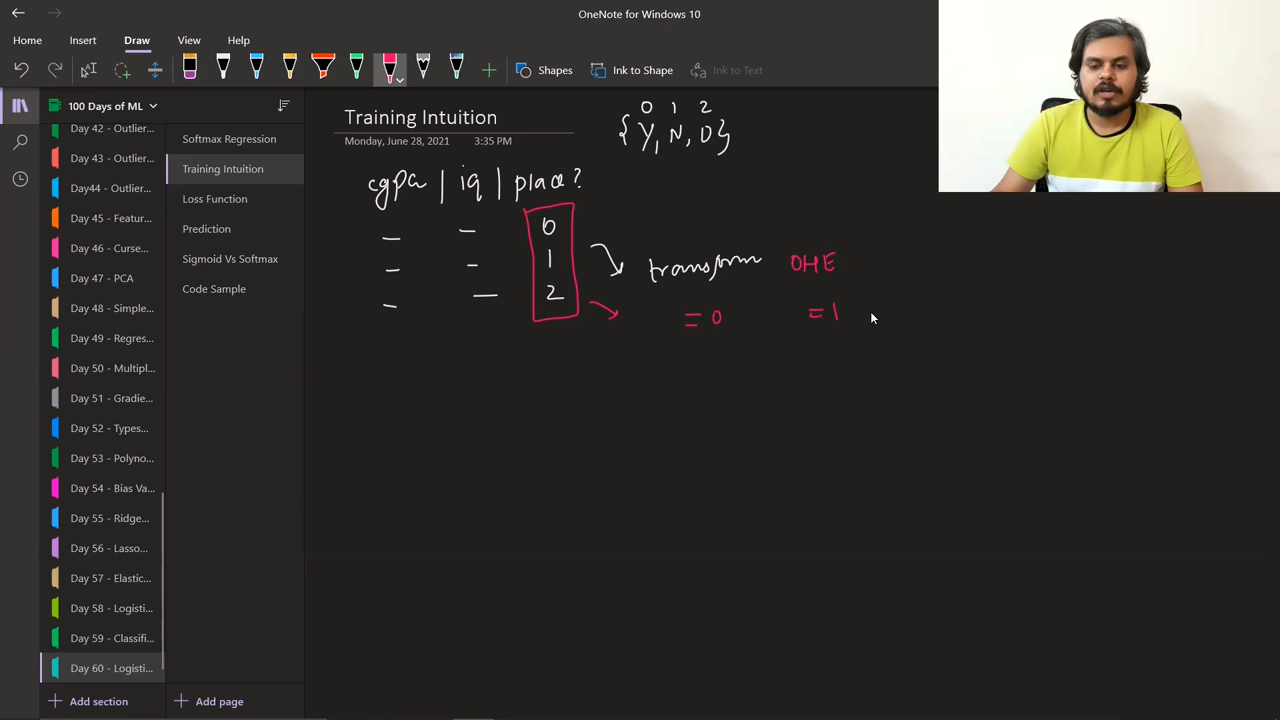 OneNote for Windows 10
Home Insert Draw View Help
Shapes Ink to Shape Ink to Text
100 Days of ML
Day 42 - Outlier...
Day 43 - Outlier...
Day44 - Outlier...
Day 45 - Featur...
Day 46 - Curse...
Day 47 - PCA
Day 48 - Simple...
Day 49 - Regres...
Day 50 - Multipl...
Day 51 - Gradie...
Day 52 - Types...
Day 53 - Polyno...
Day 54 - Bias Va...
Day 55 - Ridge...
Day 56 - Lasso...
Day 57 - Elastic...
Day 58 - Logisti...
Day 59 - Classifi...
Day 60 - Logisti...
Add section
Softmax Regression
Training Intuition
Loss Function
Prediction
Sigmoid Vs Softmax
Code Sample
Add page
Training Intuition
Monday, June 28, 2021 3:35 PM
0 1 2
{Y, N, O}
cgpa | iq | place?
_ - 0
_ - 1
_ — 2
transform OHE
=0 =1